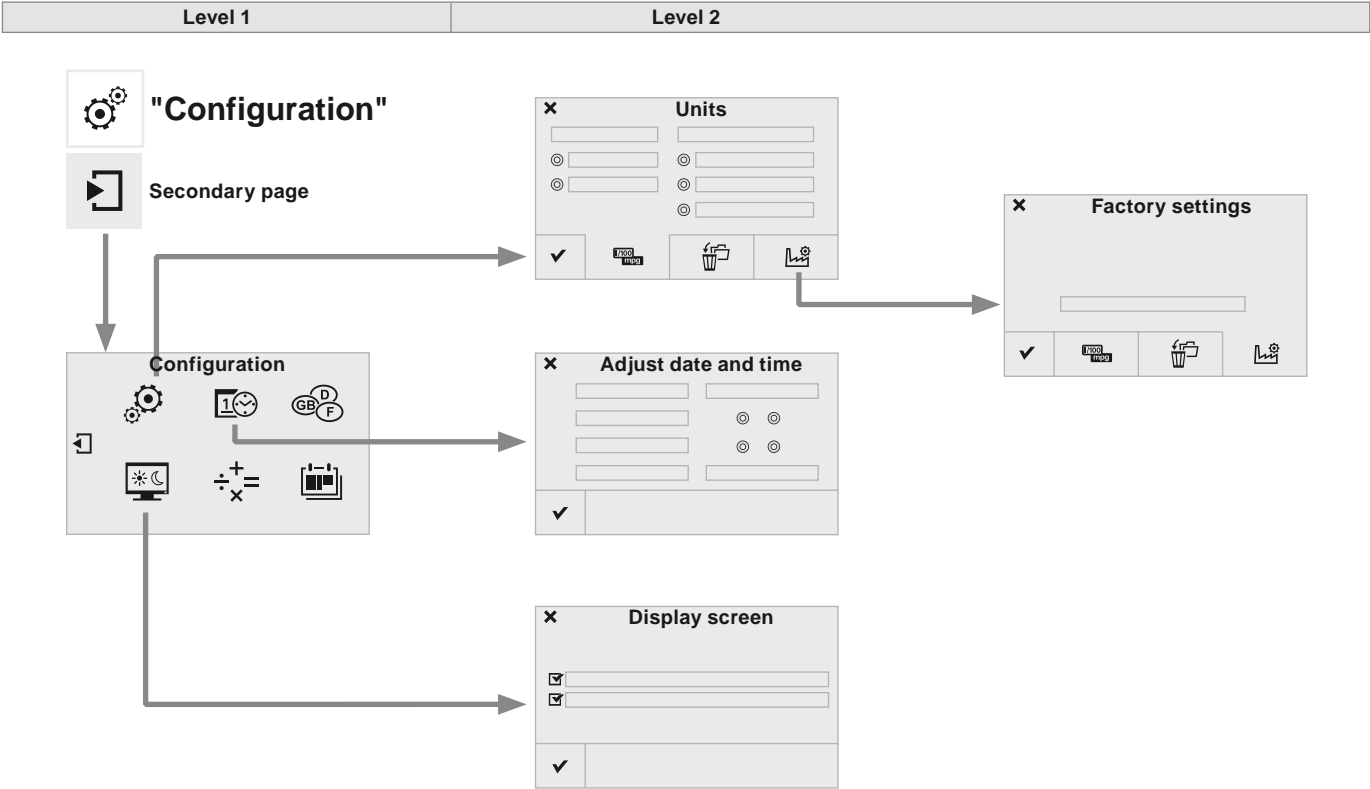 Level 1
Level 2
"Configuration"
Secondary page
Units
l/100
mpg
Factory settings
l/100
mpg
Configuration
1
GB
D
F
Adjust date and time
Display screen